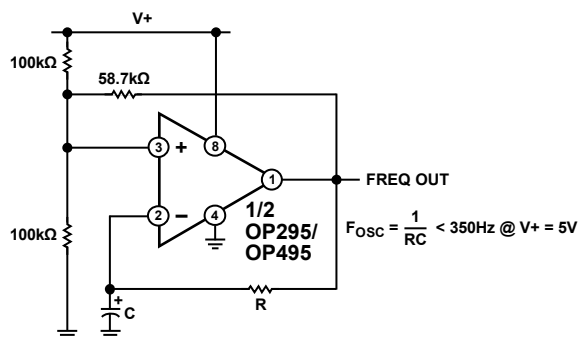 V+
100kΩ
58.7kΩ
3
+
8
1
FREQ OUT
2
–
4
1/2
OP295/
OP495
100kΩ
F_OSC = 1/RC < 350Hz @ V+ = 5V
+
C
R